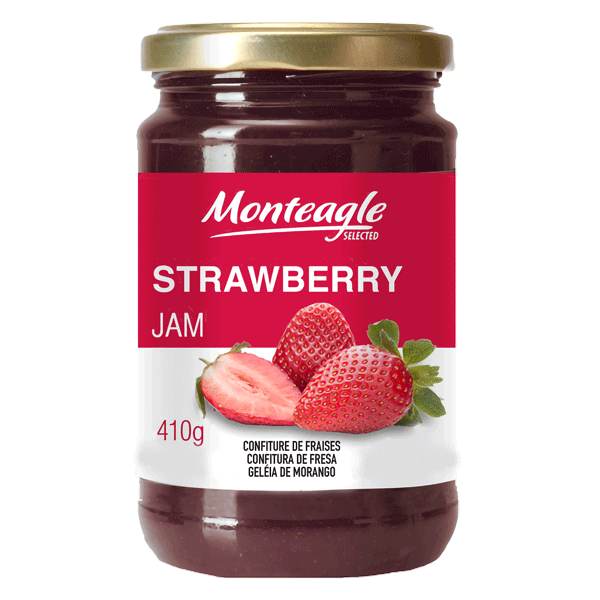 Monteagle
SELECTED
STRAWBERRY
JAM
410g
CONFITURE DE FRAISES
CONFITURA DE FRESA
GELÉIA DE MORANGO